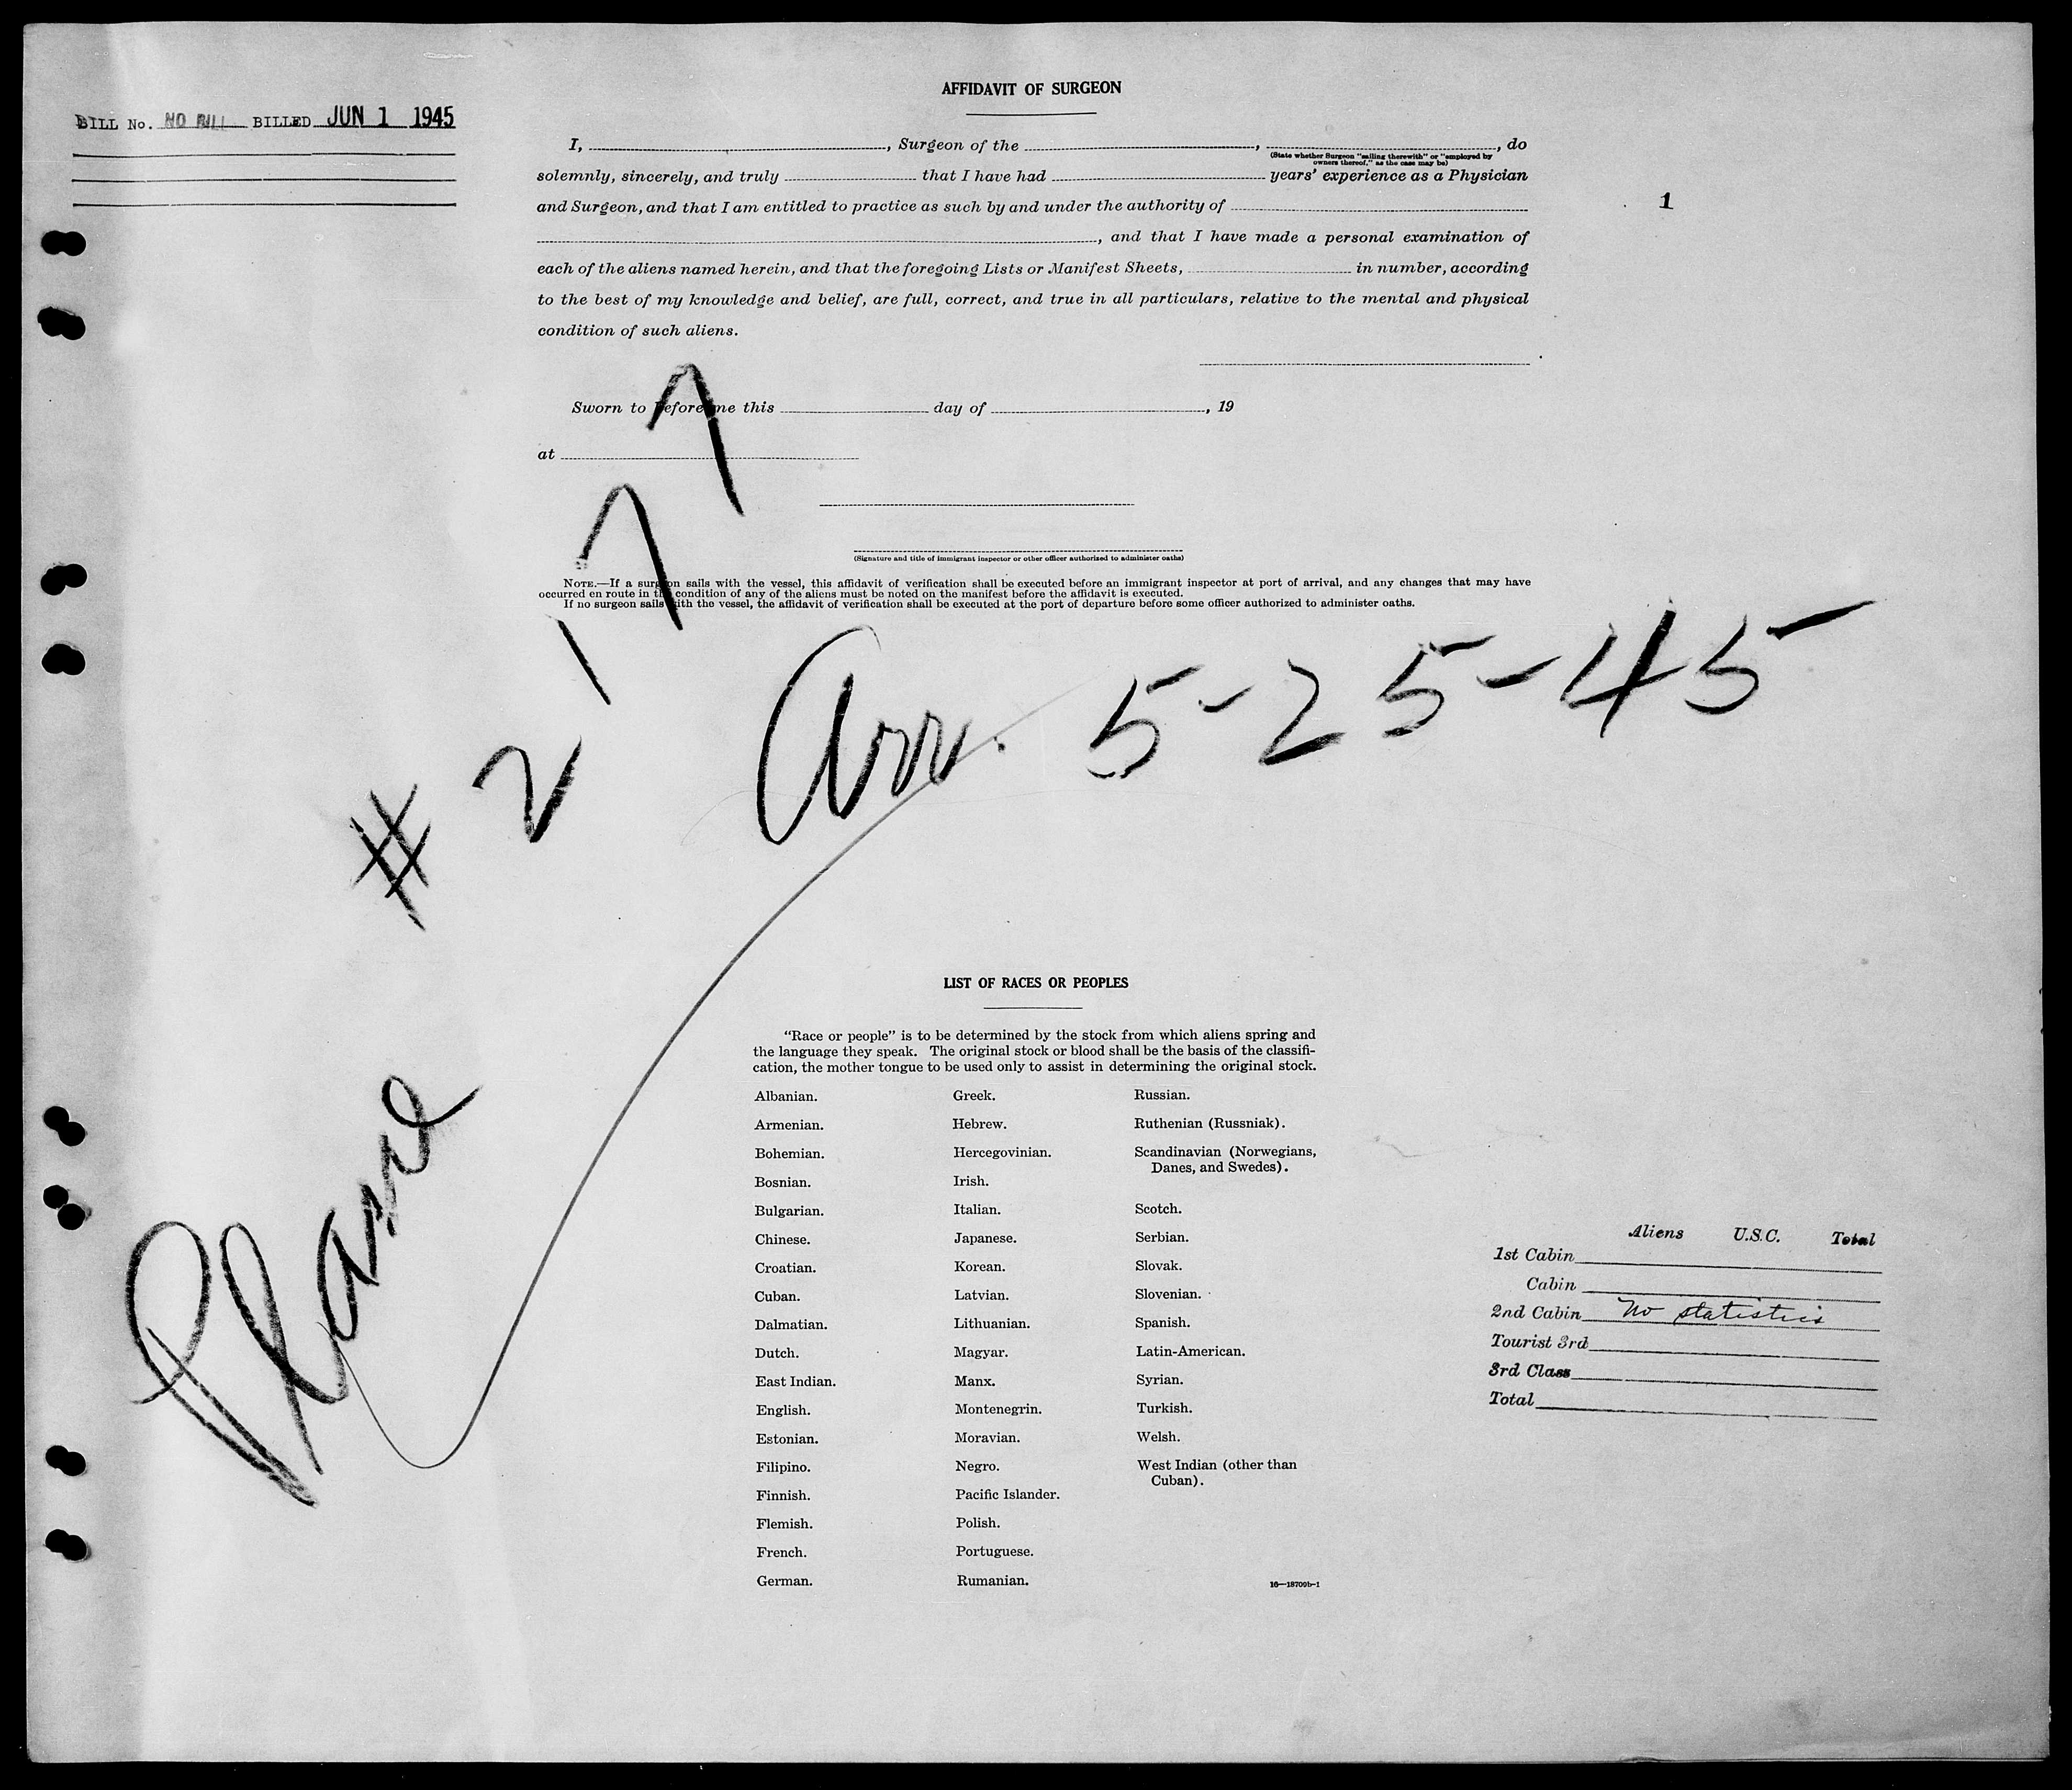 AFFIDAVIT OF SURGEON
BILL No. NO BILL BILLED JUN 1 1945
I, , Surgeon of the , , do
(State whether Surgeon "sailing therewith" or "employed by
owners thereof," as the case may be)
solemnly, sincerely, and truly that I have had years' experience as a Physician
and Surgeon, and that I am entitled to practice as such by and under the authority of
1
, and that I have made a personal examination of
each of the aliens named herein, and that the foregoing Lists or Manifest Sheets, in number, according
to the best of my knowledge and belief, are full, correct, and true in all particulars, relative to the mental and physical
condition of such aliens.
Sworn to before me this day of , 19
at
(Signature and title of immigrant inspector or other officer authorized to administer oaths)
NOTE.—If a surgeon sails with the vessel, this affidavit of verification shall be executed before an immigrant inspector at port of arrival, and any changes that may have
occurred en route in the condition of any of the aliens must be noted on the manifest before the affidavit is executed.
If no surgeon sails with the vessel, the affidavit of verification shall be executed at the port of departure before some officer authorized to administer oaths.
Plane # 2177
Arr. 5-25-45
LIST OF RACES OR PEOPLES
"Race or people" is to be determined by the stock from which aliens spring and
the language they speak. The original stock or blood shall be the basis of the classifi-
cation, the mother tongue to be used only to assist in determining the original stock.
Albanian.
Armenian.
Bohemian.
Bosnian.
Bulgarian.
Chinese.
Croatian.
Cuban.
Dalmatian.
Dutch.
East Indian.
English.
Estonian.
Filipino.
Finnish.
Flemish.
French.
German.
Greek.
Hebrew.
Hercegovinian.
Irish.
Italian.
Japanese.
Korean.
Latvian.
Lithuanian.
Magyar.
Manx.
Montenegrin.
Moravian.
Negro.
Pacific Islander.
Polish.
Portuguese.
Rumanian.
Russian.
Ruthenian (Russniak).
Scandinavian (Norwegians,
Danes, and Swedes).
Scotch.
Serbian.
Slovak.
Slovenian.
Spanish.
Latin-American.
Syrian.
Turkish.
Welsh.
West Indian (other than
Cuban).
16—18709b-1
Aliens U.S.C. Total
1st Cabin
Cabin
2nd Cabin No statistics
Tourist 3rd
3rd Class
Total